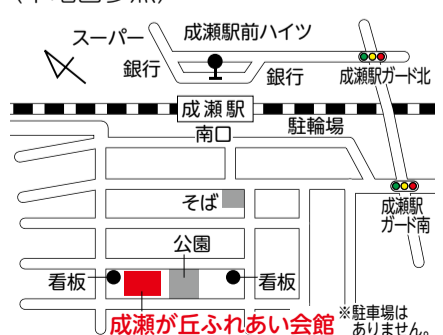 スーパー
成瀬駅前ハイツ
銀行
銀行
成瀬駅ガード北
成瀬駅
南口
駐輪場
そば
成瀬駅
ガード南
公園
看板
看板
成瀬が丘ふれあい会館
※駐車場は
ありません。